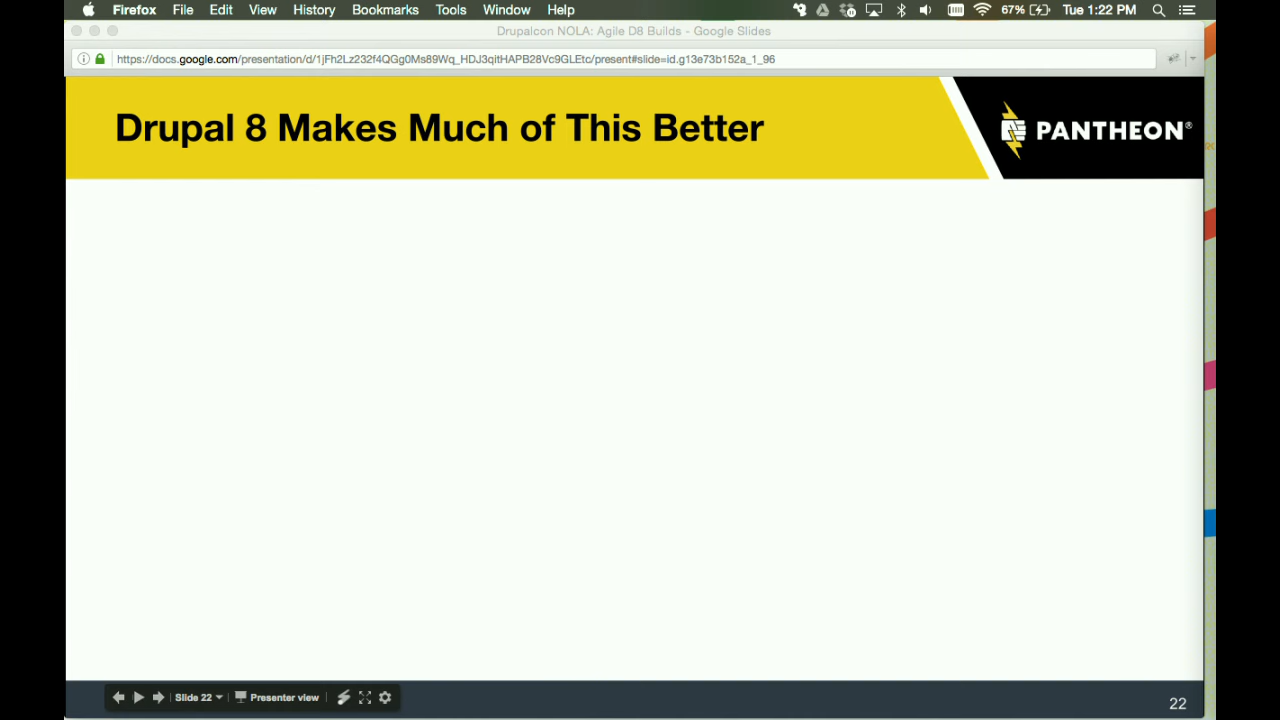 Firefox File Edit View History Bookmarks Tools Window Help 67% Tue 1:22 PM
Drupalcon NOLA: Agile D8 Builds - Google Slides
https://docs.google.com/presentation/d/1jFh2Lz232f4QGg0Ms89Wq_HDJ3qitHAPB28Vc9GLEtc/present#slide=id.g13e73b152a_1_96
Drupal 8 Makes Much of This Better
PANTHEON®
Slide 22 Presenter view
22